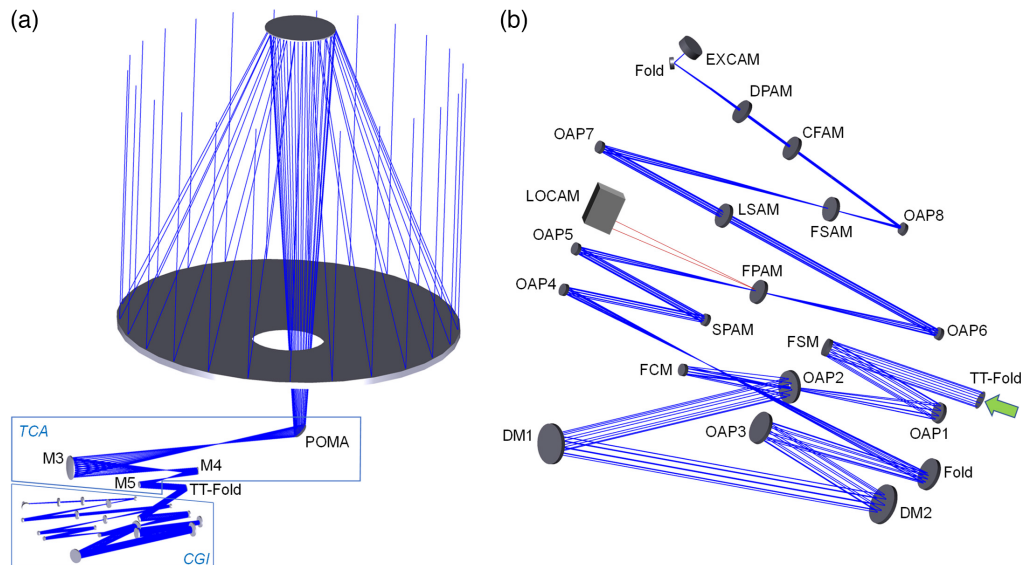 (a)
TCA
POMA
M3
M4
M5
TT-Fold
CGI
(b)
EXCAM
Fold
DPAM
CFAM
OAP7
LOCAM
LSAM
FSAM
OAP8
OAP5
FPAM
OAP4
SPAM
OAP6
FSM
TT-Fold
FCM
OAP2
OAP1
DM1
OAP3
Fold
DM2